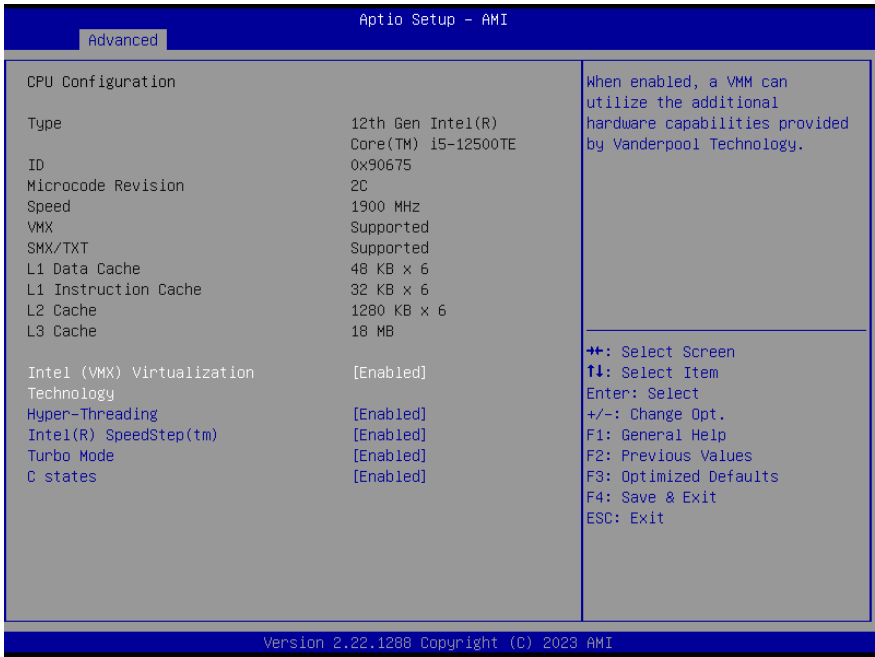 Aptio Setup – AMI
Advanced
CPU Configuration
Type 12th Gen Intel(R)
Core(TM) i5-12500TE
ID 0x90675
Microcode Revision 2C
Speed 1900 MHz
VMX Supported
SMX/TXT Supported
L1 Data Cache 48 KB x 6
L1 Instruction Cache 32 KB x 6
L2 Cache 1280 KB x 6
L3 Cache 18 MB
Intel (VMX) Virtualization [Enabled]
Technology
Hyper-Threading [Enabled]
Intel(R) SpeedStep(tm) [Enabled]
Turbo Mode [Enabled]
C states [Enabled]
When enabled, a VMM can
utilize the additional
hardware capabilities provided
by Vanderpool Technology.
→←: Select Screen
↑↓: Select Item
Enter: Select
+/-: Change Opt.
F1: General Help
F2: Previous Values
F3: Optimized Defaults
F4: Save & Exit
ESC: Exit
Version 2.22.1288 Copyright (C) 2023 AMI